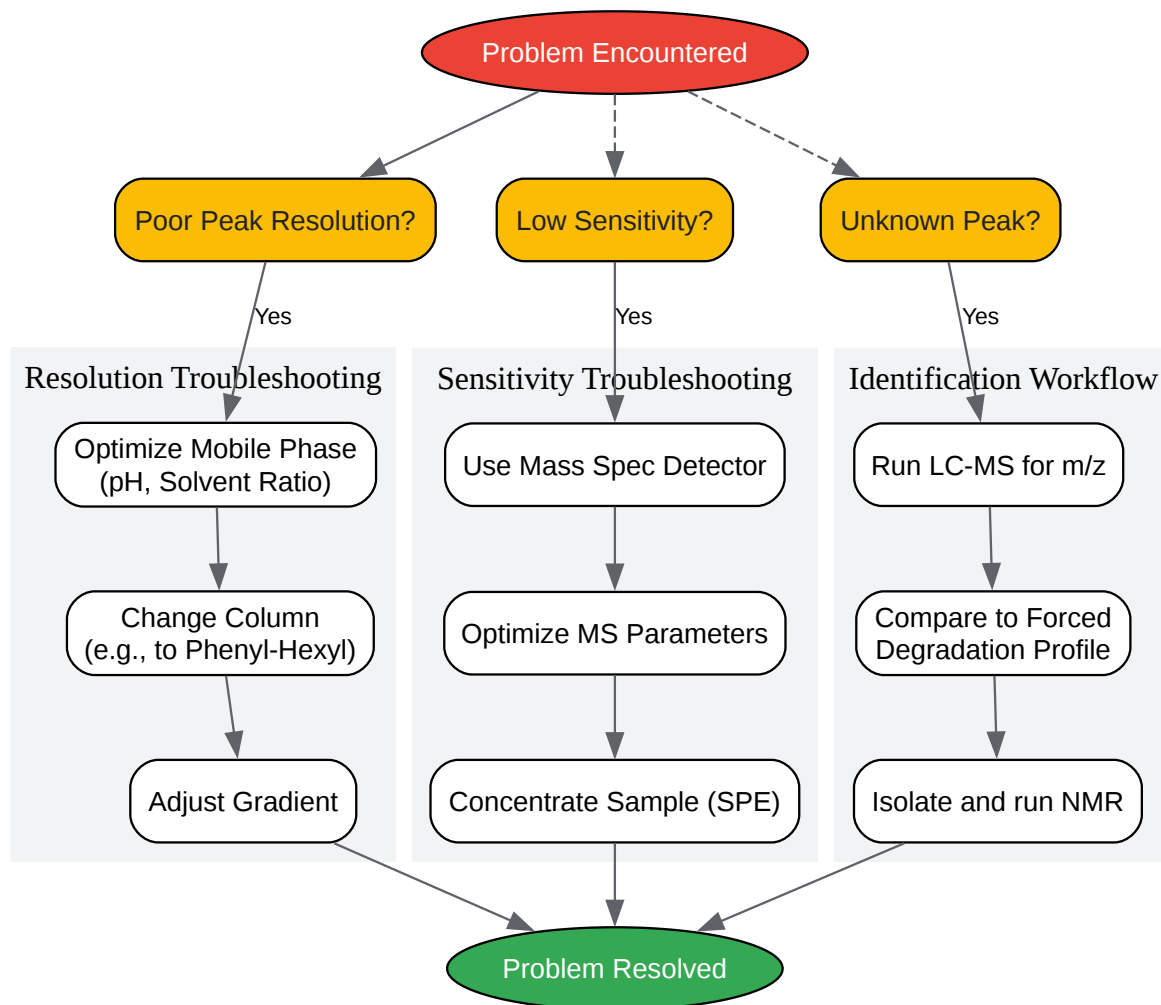 Problem Encountered
Poor Peak Resolution?
Low Sensitivity?
Unknown Peak?
Yes
Yes
Yes
Resolution Troubleshooting
Sensitivity Troubleshooting
Identification Workflow
Optimize Mobile Phase
(pH, Solvent Ratio)
Use Mass Spec Detector
Run LC-MS for m/z
Change Column
(e.g., to Phenyl-Hexyl)
Optimize MS Parameters
Compare to Forced
Degradation Profile
Adjust Gradient
Concentrate Sample (SPE)
Isolate and run NMR
Problem Resolved